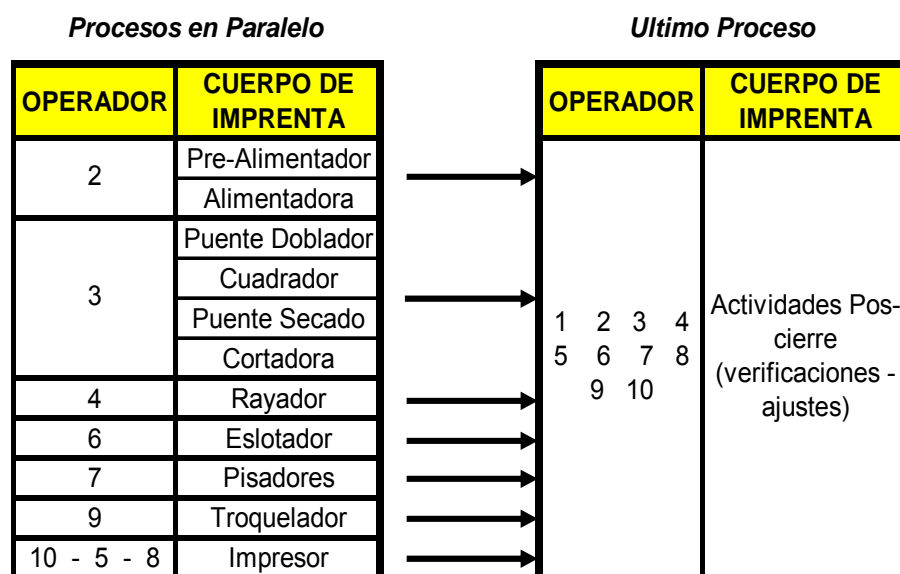 Procesos en Paralelo
Ultimo Proceso
OPERADOR
CUERPO DE
IMPRENTA
2
Pre-Alimentador
Alimentadora
3
Puente Doblador
Cuadrador
Puente Secado
Cortadora
4
Rayador
6
Eslotador
7
Pisadores
9
Troquelador
10 - 5 - 8
Impresor
OPERADOR
CUERPO DE
IMPRENTA
1 2 3 4
5 6 7 8
9 10
Actividades Pos-
cierre
(verificaciones -
ajustes)